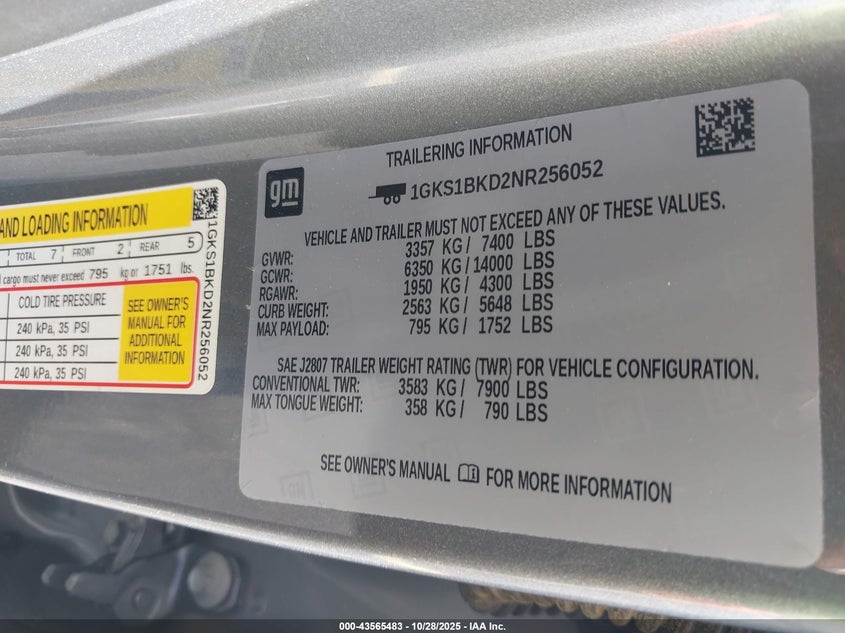 AND LOADING INFORMATION
TOTAL 7 FRONT 2 REAR 5
cargo must never exceed 795 kg or 1751 lbs.
COLD TIRE PRESSURE
240 kPa, 35 PSI
240 kPa, 35 PSI
240 kPa, 35 PSI
SEE OWNER'S
MANUAL FOR
ADDITIONAL
INFORMATION
1GKS1BKD2NR256052
gm
TRAILERING INFORMATION
1GKS1BKD2NR256052
VEHICLE AND TRAILER MUST NOT EXCEED ANY OF THESE VALUES.
GVWR: 3357 KG / 7400 LBS
GCWR: 6350 KG / 14000 LBS
RGAWR: 1950 KG / 4300 LBS
CURB WEIGHT: 2563 KG / 5648 LBS
MAX PAYLOAD: 795 KG / 1752 LBS
SAE J2807 TRAILER WEIGHT RATING (TWR) FOR VEHICLE CONFIGURATION.
CONVENTIONAL TWR: 3583 KG / 7900 LBS
MAX TONGUE WEIGHT: 358 KG / 790 LBS
SEE OWNER'S MANUAL FOR MORE INFORMATION
000-43565483 - 10/28/2025 - IAA Inc.